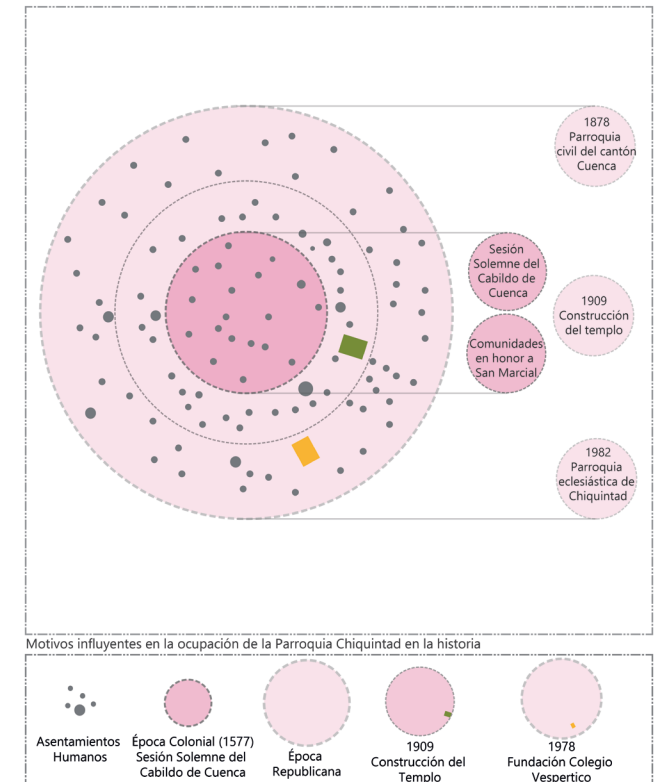 1878
Parroquia
civil del cantón
Cuenca
Sesión
Solemne del
Cabildo de
Cuenca
1909
Construcción
del templo
Comunidades
en honor a
San Marcial
1982
Parroquia
eclesiástica de
Chiquintad
Motivos influyentes en la ocupación de la Parroquia Chiquintad en la historia
Asentamientos
Humanos
Época Colonial (1577)
Sesión Solemne del
Cabildo de Cuenca
Época
Republicana
1909
Construcción del
Templo
1978
Fundación Colegio
Vespertico